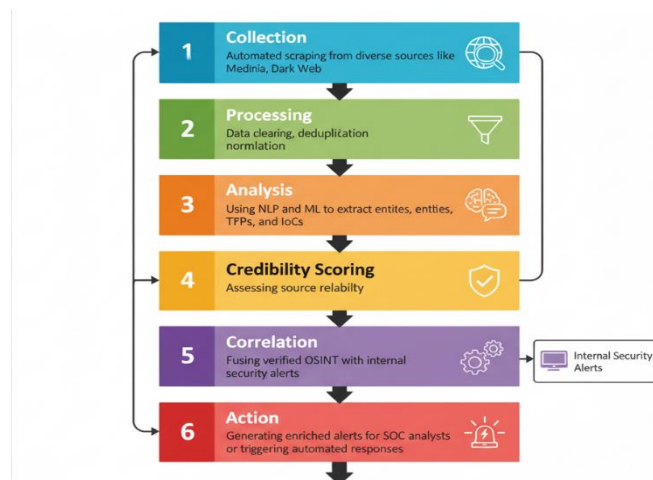 1
Collection
Automated scraping from diverse sources like
Medinia, Dark Web
2
Processing
Data clearing, deduplication
normlation
3
Analysis
Using NLP and ML to extract entites, entties,
TFPs, and IoCs
4
Credibility Scoring
Assessing source relabilty
5
Correlation
Fusing verified OSINT with internal
security alerts
Internal Security
Alerts
6
Action
Generating enriched alerts for SOC analysts
or triggering automated responses